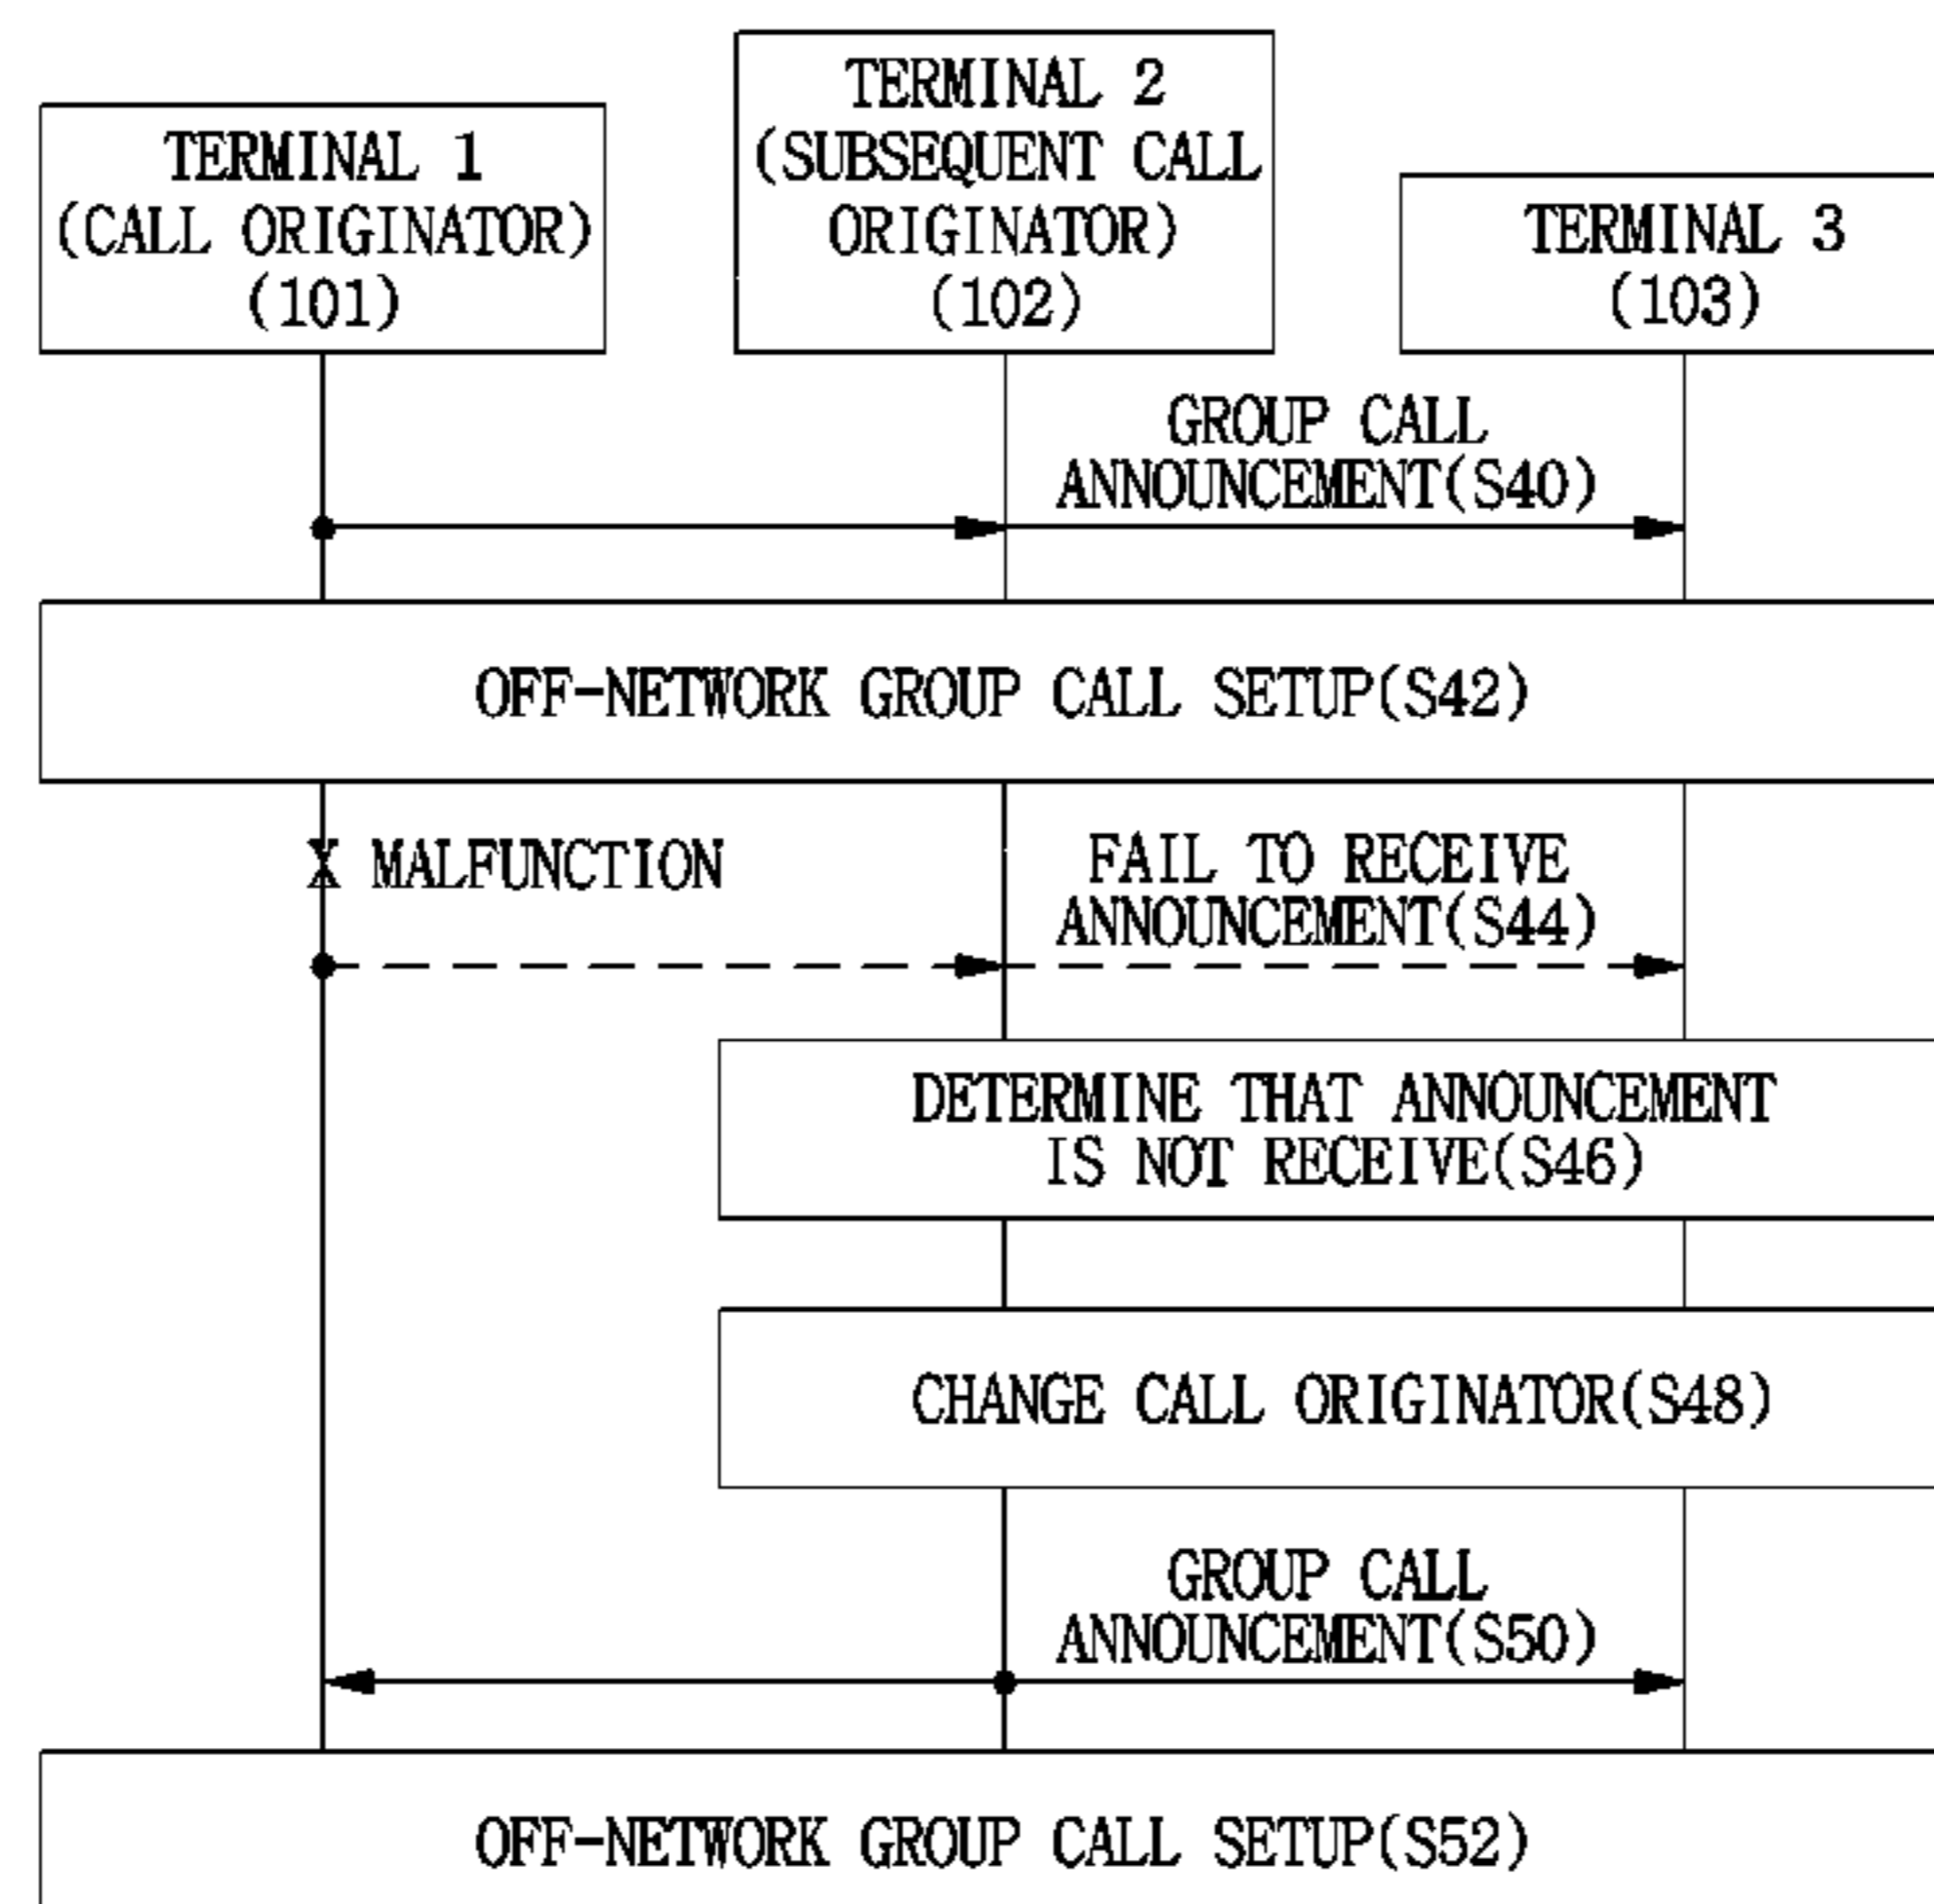 TERMINAL 1
(CALL ORIGINATOR)
(101)
TERMINAL 2
(SUBSEQUENT CALL
ORIGINATOR)
(102)
TERMINAL 3
(103)
GROUP CALL
ANNOUNCEMENT(S40)
OFF-NETWORK GROUP CALL SETUP(S42)
X MALFUNCTION
FAIL TO RECEIVE
ANNOUNCEMENT(S44)
DETERMINE THAT ANNOUNCEMENT
IS NOT RECEIVE(S46)
CHANGE CALL ORIGINATOR(S48)
GROUP CALL
ANNOUNCEMENT(S50)
OFF-NETWORK GROUP CALL SETUP(S52)